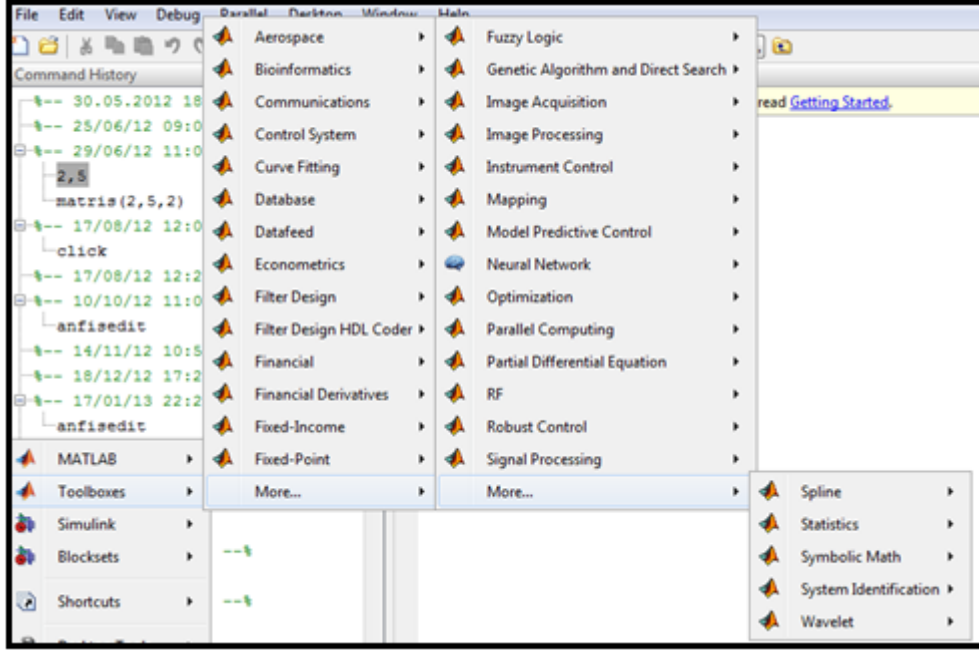 File Edit View Debug Parallel Desktop Window Help
Command History
%-- 30.05.2012 18
%-- 25/06/12 09:0
%-- 29/06/12 11:0
2,5
matris(2,5,2)
%-- 17/08/12 12:0
click
%-- 17/08/12 12:2
%-- 10/10/12 11:0
anfisedit
%-- 14/11/12 10:5
%-- 18/12/12 17:2
%-- 17/01/13 22:2
anfisedit
MATLAB
Toolboxes
Simulink
Blocksets
Shortcuts
Aerospace
Bioinformatics
Communications
Control System
Curve Fitting
Database
Datafeed
Econometrics
Filter Design
Filter Design HDL Coder
Financial
Financial Derivatives
Fixed-Income
Fixed-Point
More...
--%
--%
Fuzzy Logic
Genetic Algorithm and Direct Search
Image Acquisition
Image Processing
Instrument Control
Mapping
Model Predictive Control
Neural Network
Optimization
Parallel Computing
Partial Differential Equation
RF
Robust Control
Signal Processing
More...
read Getting Started.
Spline
Statistics
Symbolic Math
System Identification
Wavelet